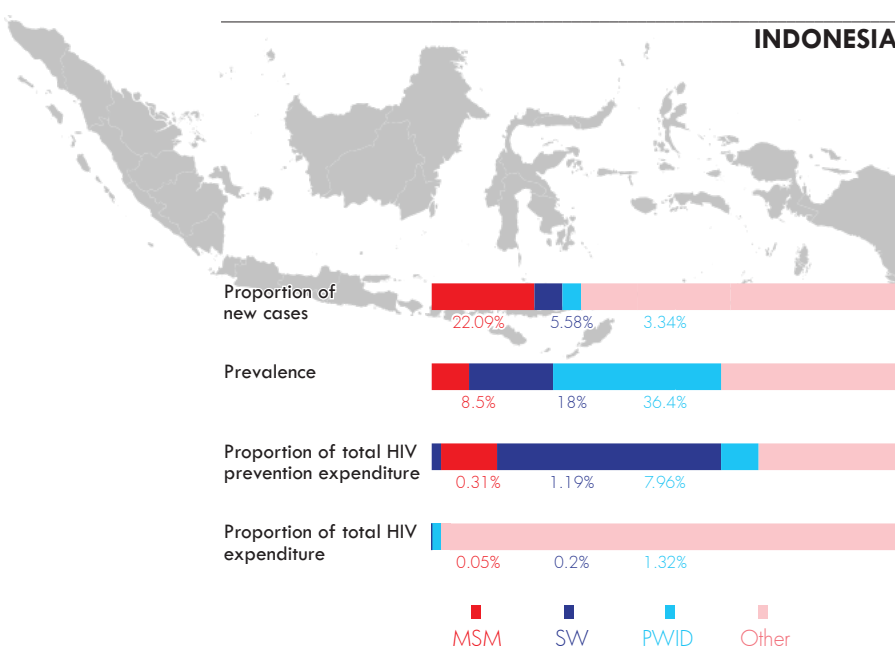 INDONESIA
Proportion of
new cases
22.09% 5.58% 3.34%
Prevalence
8.5% 18% 36.4%
Proportion of total HIV
prevention expenditure
0.31% 1.19% 7.96%
Proportion of total HIV
expenditure
0.05% 0.2% 1.32%
MSM SW PWID Other